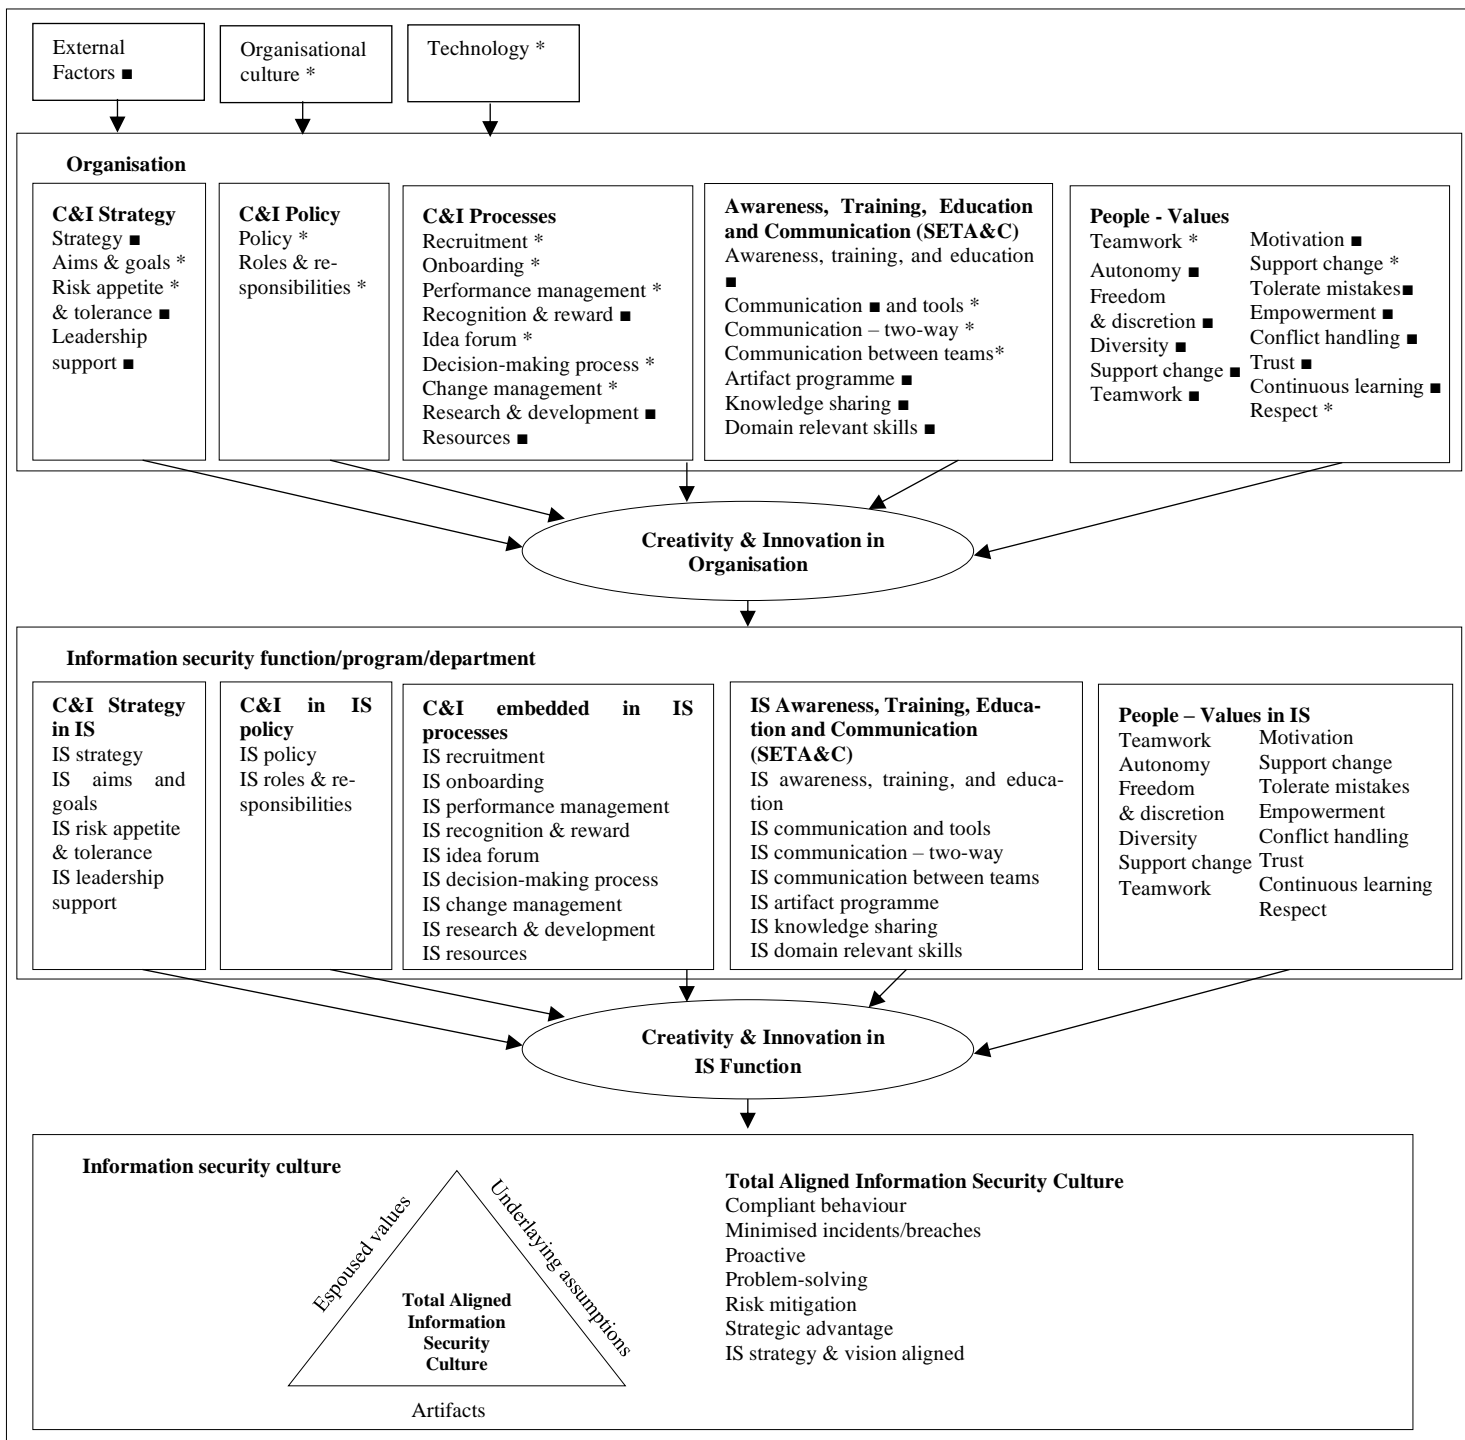 External
Factors ■
Organisational
culture *
Technology *
Organisation
C&I Strategy
Strategy ■
Aims & goals *
Risk appetite *
& tolerance ■
Leadership
support ■
C&I Policy
Policy *
Roles & re-
sponsibilities *
C&I Processes
Recruitment *
Onboarding *
Performance management *
Recognition & reward ■
Idea forum *
Decision-making process *
Change management *
Research & development ■
Resources ■
Awareness, Training, Education
and Communication (SETA&C)
Awareness, training, and education
■
Communication ■ and tools *
Communication – two-way *
Communication between teams*
Artifact programme ■
Knowledge sharing ■
Domain relevant skills ■
People - Values
Teamwork *
Autonomy ■
Freedom
& discretion ■
Diversity ■
Support change ■
Teamwork ■
Motivation ■
Support change *
Tolerate mistakes■
Empowerment ■
Conflict handling ■
Trust ■
Continuous learning ■
Respect *
Creativity & Innovation in
Organisation
Information security function/program/department
C&I Strategy
in IS
IS strategy
IS aims and
goals
IS risk appetite
& tolerance
IS leadership
support
C&I in IS
policy
IS policy
IS roles & re-
sponsibilities
C&I embedded in IS
processes
IS recruitment
IS onboarding
IS performance management
IS recognition & reward
IS idea forum
IS decision-making process
IS change management
IS research & development
IS resources
IS Awareness, Training, Educa-
tion and Communication
(SETA&C)
IS awareness, training, and educa-
tion
IS communication and tools
IS communication – two-way
IS communication between teams
IS artifact programme
IS knowledge sharing
IS domain relevant skills
People – Values in IS
Teamwork
Autonomy
Freedom
& discretion
Diversity
Support change
Teamwork
Motivation
Support change
Tolerate mistakes
Empowerment
Conflict handling
Trust
Continuous learning
Respect
Creativity & Innovation in
IS Function
Information security culture
Espoused values
Underlaying assumptions
Total Aligned
Information
Security
Culture
Artifacts
Total Aligned Information Security Culture
Compliant behaviour
Minimised incidents/breaches
Proactive
Problem-solving
Risk mitigation
Strategic advantage
IS strategy & vision aligned